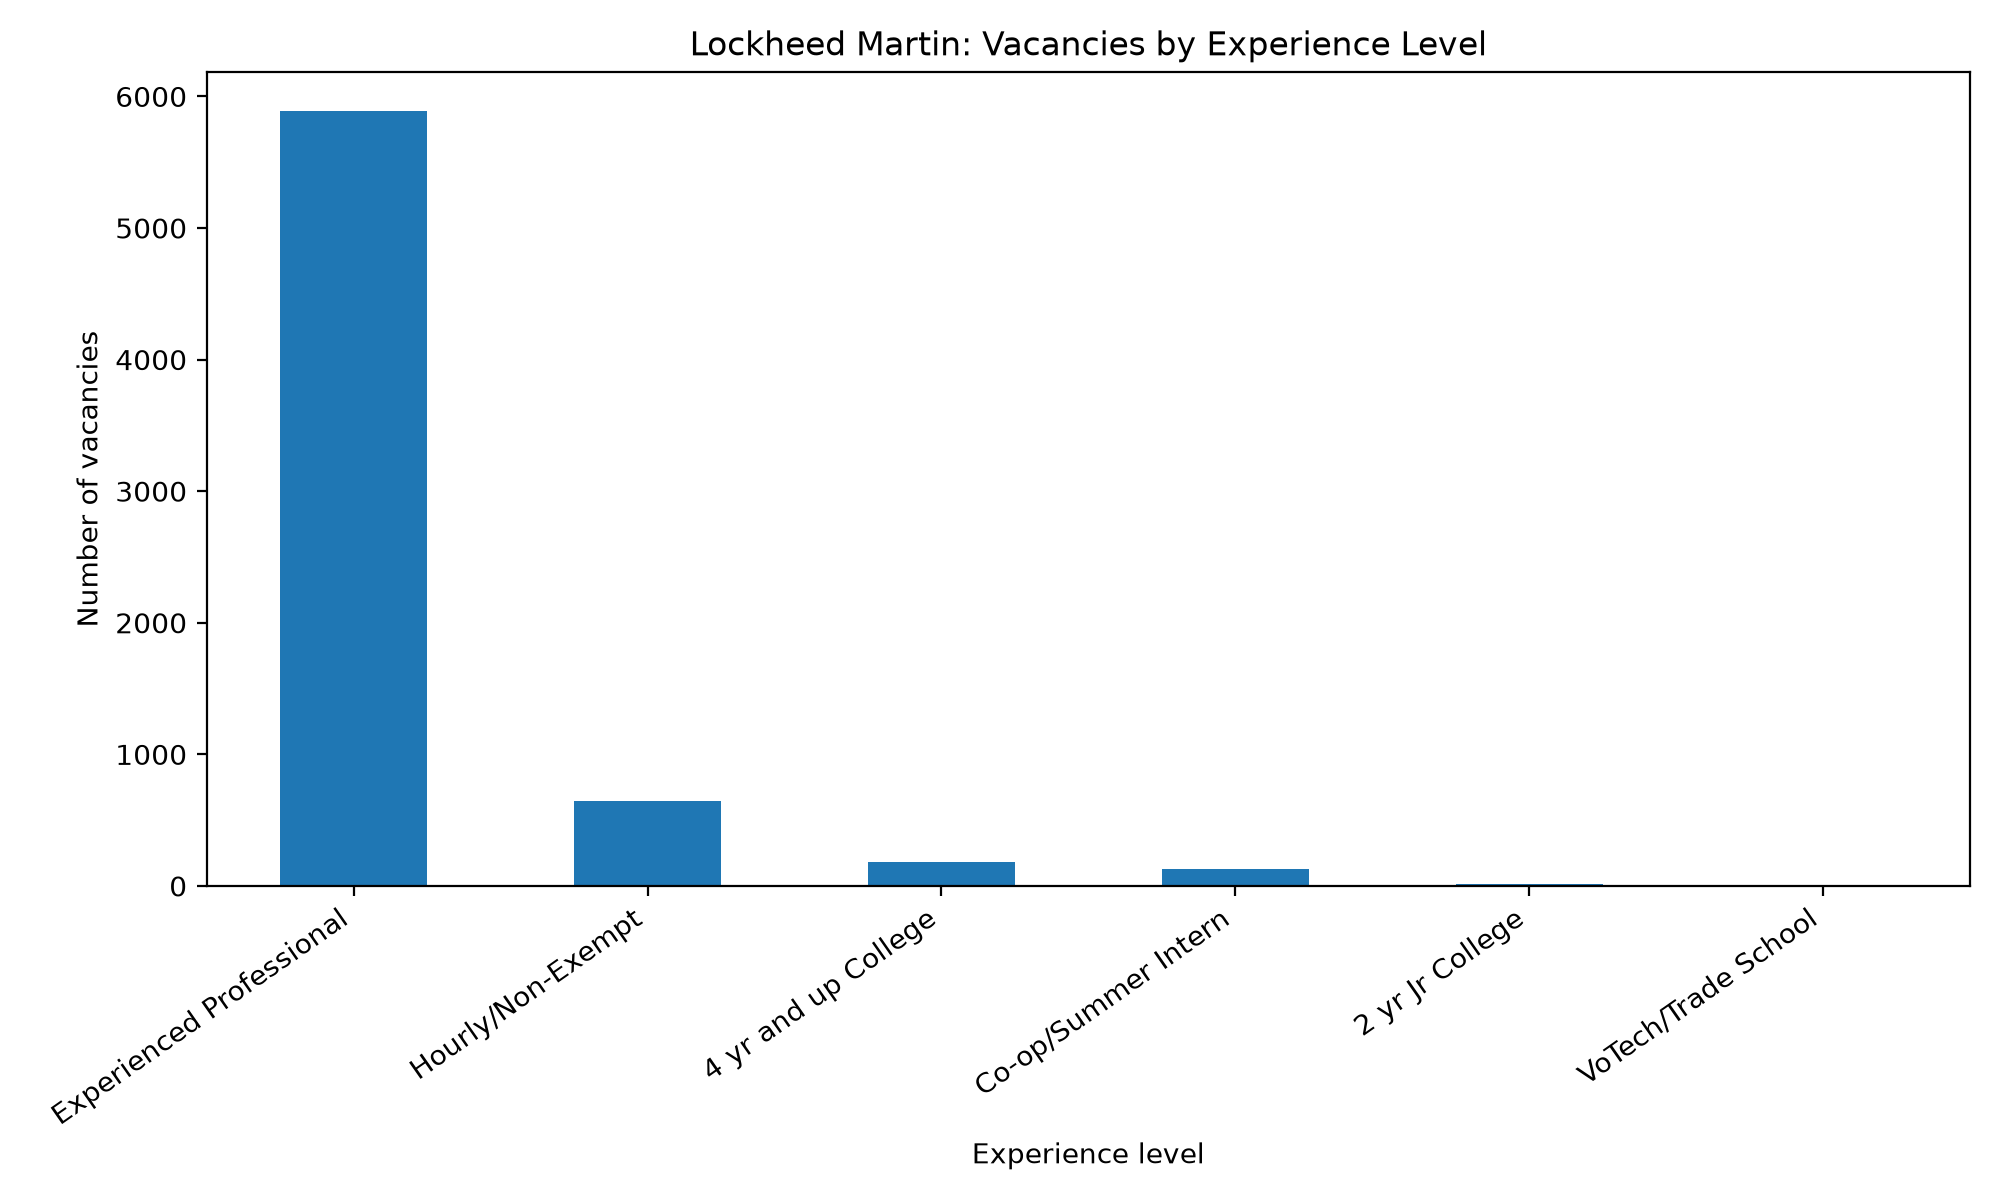 Lockheed Martin: Vacancies by Experience Level
Number of vacancies
6000
5000
4000
3000
2000
1000
0
Experienced Professional
Hourly/Non-Exempt
4 yr and up College
Co-op/Summer Intern
2 yr Jr College
VoTech/Trade School
Experience level